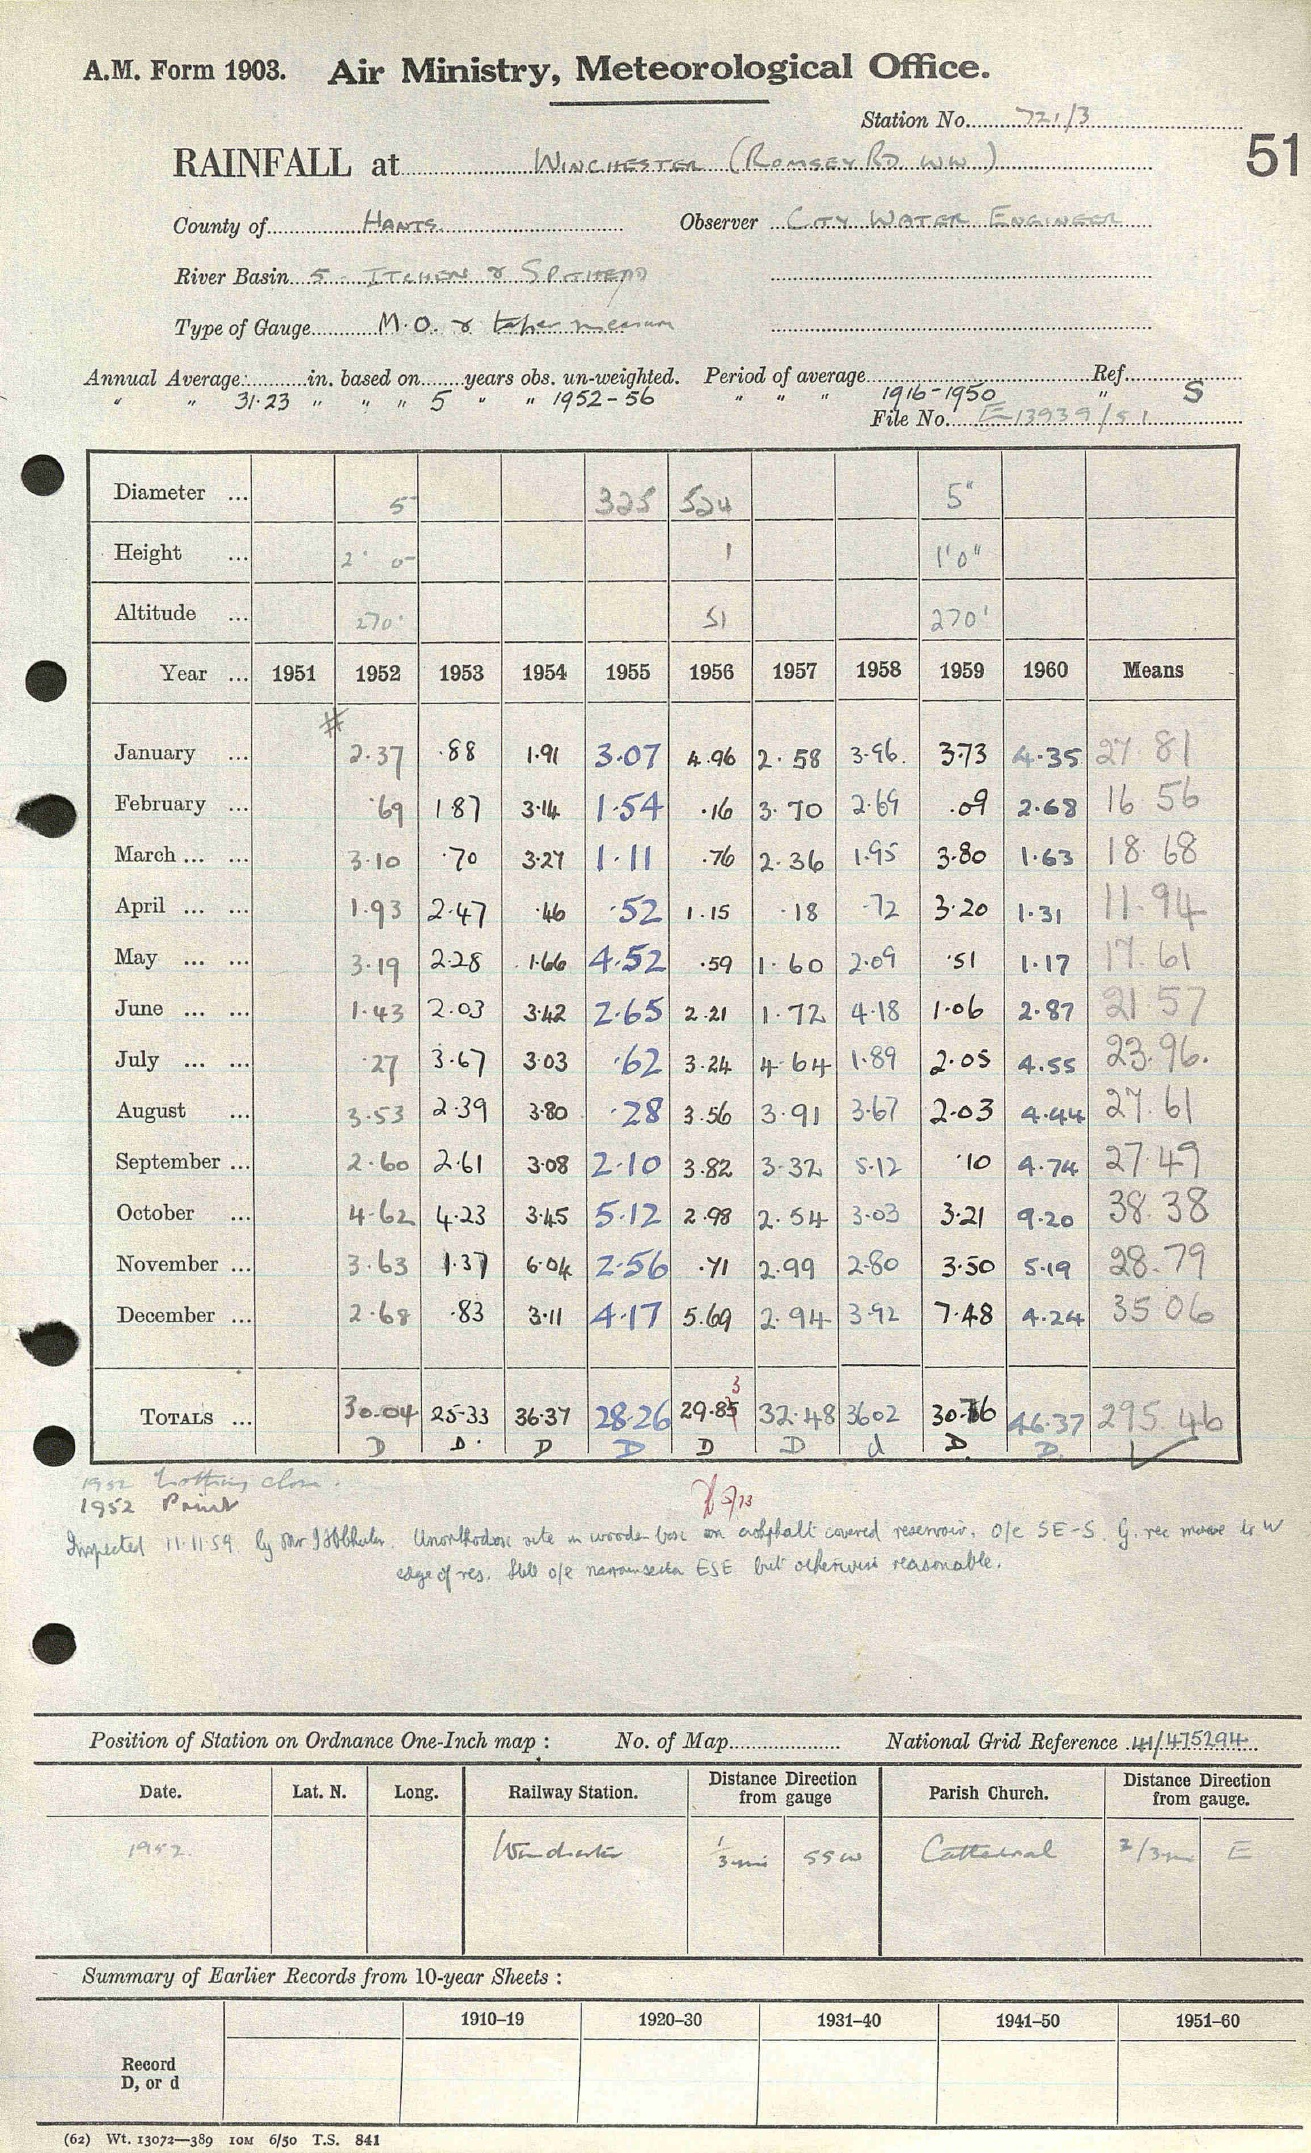 A.M. Form 1903. Air Ministry, Meteorological Office.
Station No. 721/3
51
RAINFALL at WINCHESTER (ROMSEY RD WW)
County of HANTS. Observer CITY WATER ENGINEER
River Basin 5 - ITCHEN & SPITHEAD
Type of Gauge M.O. & taper measure
Annual Average: in. based on years obs. un-weighted. Period of average Ref.
" " 31.23 " " " 5 " " 1952-56 " " " 1916-1950 " S
File No. E13939/51
Diameter ... 5 325 524 5"
Height ... 2' 0 1 1'0"
Altitude ... 270' 51 270'
Year ... 1951 1952 1953 1954 1955 1956 1957 1958 1959 1960 Means
#
January ... 2.37 .88 1.91 3.07 4.96 2.58 3.96. 3.73 4.35 27.81
February ... .69 1 87 3.14 1.54 .16 3.70 2.69 .09 2.68 16 56
March ... ... 3.10 .70 3.27 1.11 .76 2.36 1.95 3.80 1.63 18.68
April ... ... 1.93 2.47 .46 .52 1.15 .18 .72 3.20 1.31 11.94
May ... ... 3.19 2.28 1.66 4.52 .59 1.60 2.09 .51 1.17 17.61
June ... ... 1.43 2.03 3.42 2.65 2.21 1.72 4.18 1.06 2.87 21 57
July ... ... .27 3.67 3.03 .62 3.24 4 64 1.89 2.05 4.55 23.96.
August ... 3.53 2.39 3.80 .28 3.56 3.91 3.67 2.03 4.44 27.61
September ... 2.60 2.61 3.08 2.10 3.82 3.32 5.12 .10 4.74 27.49
October ... 4.62 4.23 3.45 5.12 2.98 2.54 3.03 3.21 9.20 38.38
November ... 3.63 1.37 6.04 2.56 .71 2.99 2.80 3.50 5.19 28.79
December ... 2.68 .83 3.11 4.17 5.69 2.94 3.92 7.48 4.24 35 06
3
TOTALS ... 30.04 25.33 36.37 28.26 29.85 32.48 3602 30.76 46.37 295.46
D D. D D D D d D. D.
1952
1952 Print
Inspected 11.11.59 by Mr Unorthodox site in wooden box on asphalt covered reservoir. o/c SE-S. G. rec move to W
edge of res. Still o/c narrow sector ESE but otherwise reasonable.
Position of Station on Ordnance One-Inch map : No. of Map National Grid Reference 41/475294
Date. Lat. N. Long. Railway Station. Distance Direction from gauge Parish Church. Distance Direction from gauge.
1952. Winchester 1/3 mi SSW Cathedral 2/3 m E
Summary of Earlier Records from 10-year Sheets :
1910–19 1920–30 1931–40 1941–50 1951–60
Record
D, or d
(62) Wt. 13072—389 10M 6/50 T.S. 841